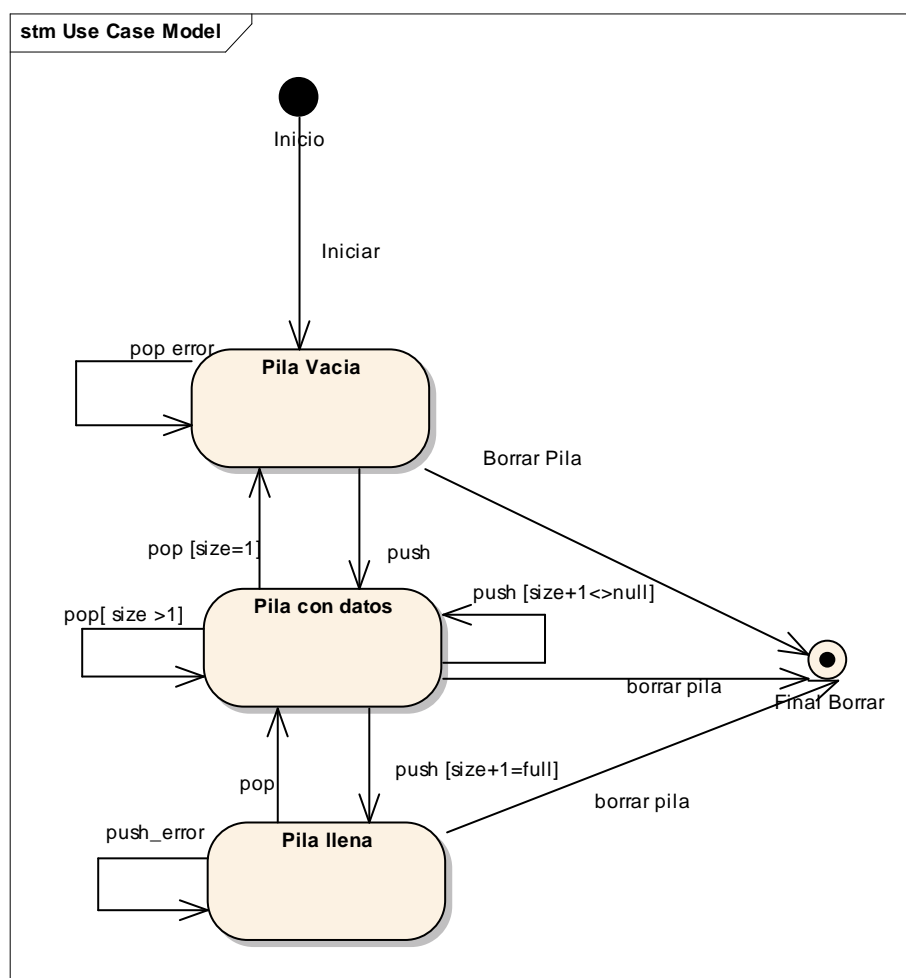 stm Use Case Model
Inicio
Iniciar
pop error
Pila Vacia
Borrar Pila
pop [size=1]
push
Pila con datos
push [size+1<>null]
pop[ size >1]
borrar pila
Final Borrar
push [size+1=full]
pop
borrar pila
push_error
Pila llena